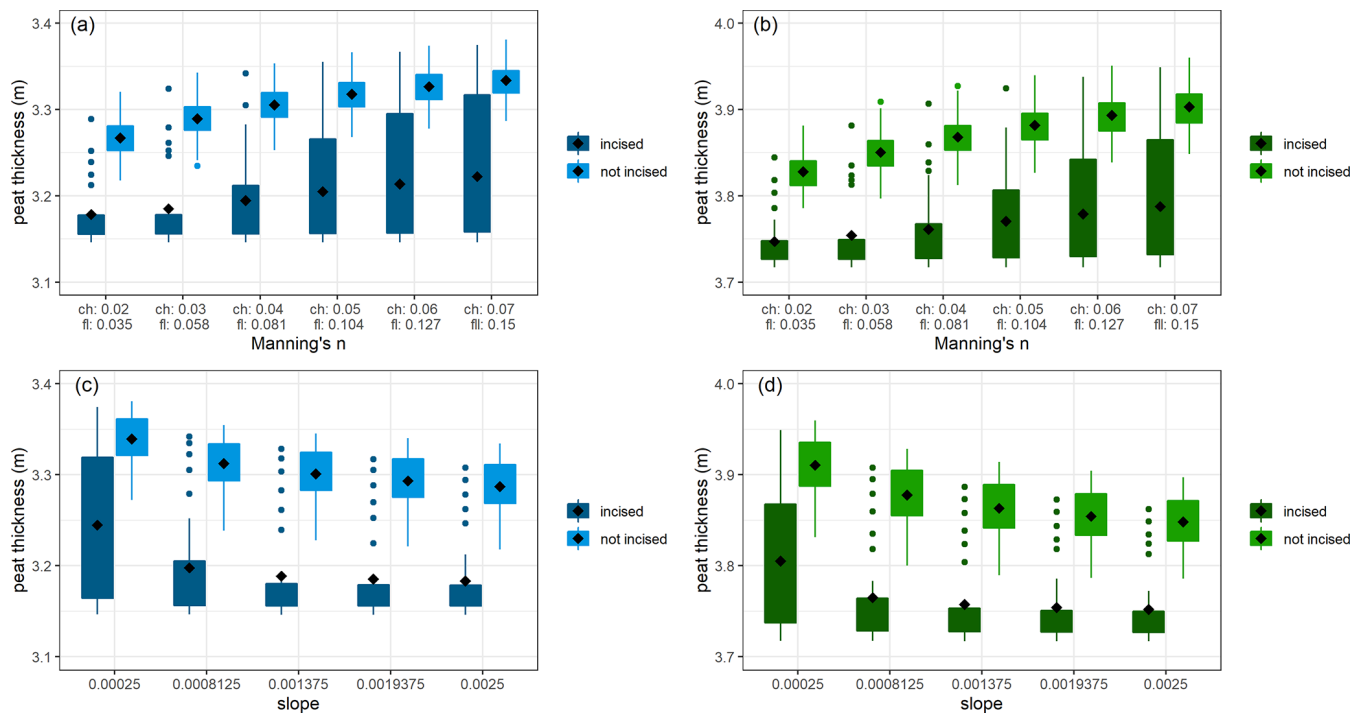 (a)
peat thickness (m)
3.4
3.3
3.2
3.1
ch: 0.02 ch: 0.03 ch: 0.04 ch: 0.05 ch: 0.06 ch: 0.07
fl: 0.035 fl: 0.058 fl: 0.081 fl: 0.104 fl: 0.127 fll: 0.15
Manning's n
incised
not incised
(b)
peat thickness (m)
4.0
3.9
3.8
3.7
ch: 0.02 ch: 0.03 ch: 0.04 ch: 0.05 ch: 0.06 ch: 0.07
fl: 0.035 fl: 0.058 fl: 0.081 fl: 0.104 fl: 0.127 fll: 0.15
Manning's n
incised
not incised
(c)
peat thickness (m)
3.4
3.3
3.2
3.1
0.00025 0.0008125 0.001375 0.0019375 0.0025
slope
incised
not incised
(d)
peat thickness (m)
4.0
3.9
3.8
3.7
0.00025 0.0008125 0.001375 0.0019375 0.0025
slope
incised
not incised